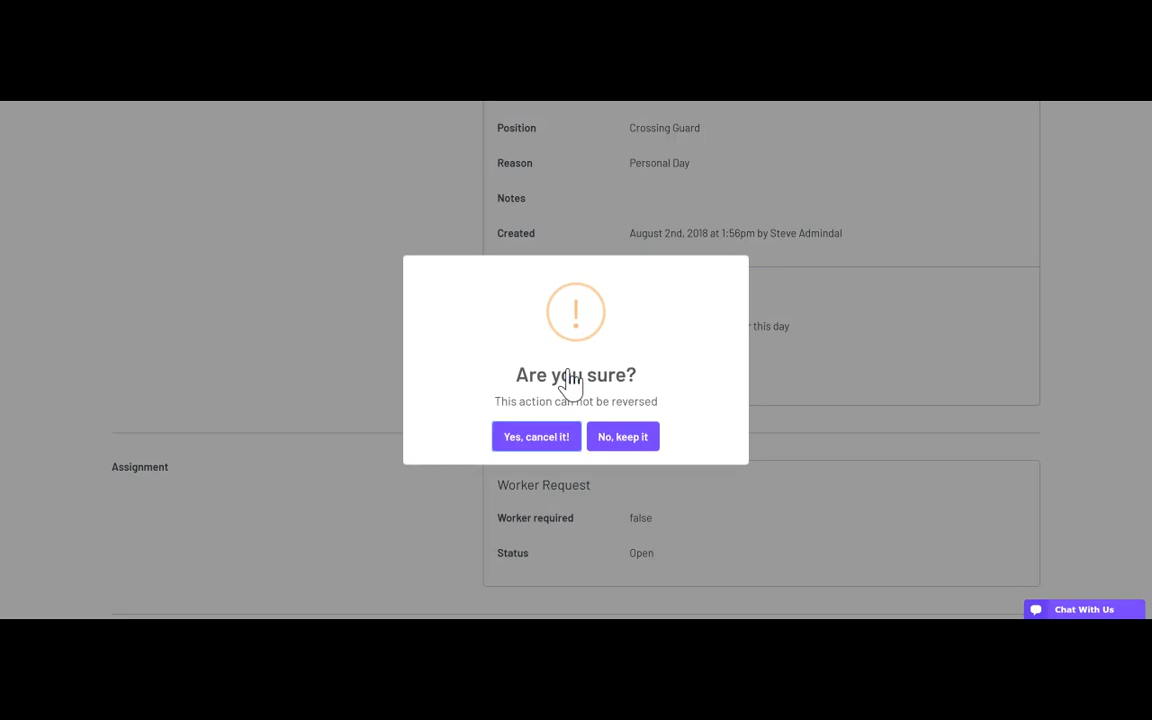 Position Crossing Guard
Reason Personal Day
Notes
Created August 2nd, 2018 at 1:56pm by Steve Admindal
!
this day
Are you sure?
This action can not be reversed
Yes, cancel it! No, keep it
Assignment
Worker Request
Worker required false
Status Open
Chat With Us